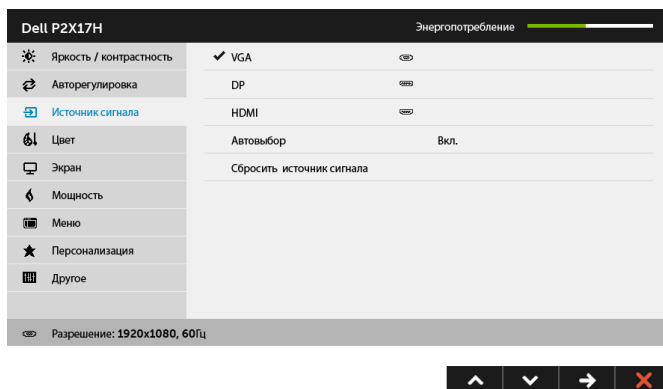 Dell P2X17H
Энергопотребление
Яркость / контрастность
VGA
Авторегулировка
DP
Источник сигнала
HDMI
Цвет
Автовыбор Вкл.
Экран
Сбросить источник сигнала
Мощность
Меню
Персонализация
Другое
Разрешение: 1920x1080, 60Гц